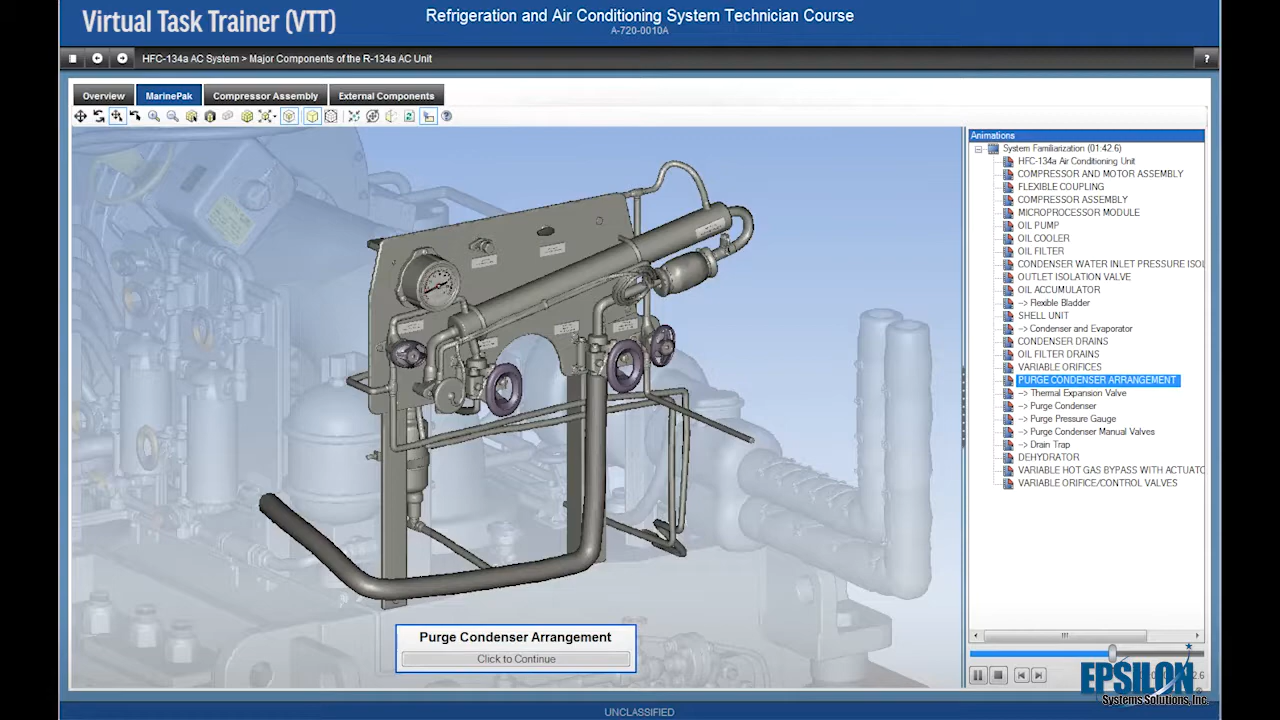 Virtual Task Trainer (VTT)
Refrigeration and Air Conditioning System Technician Course
A-720-0010A
HFC-134a AC System > Major Components of the R-134a AC Unit
?
Overview
MarinePak
Compressor Assembly
External Components
Animations
System Familiarization (01.42.6)
HFC-134a Air Conditioning Unit
COMPRESSOR AND MOTOR ASSEMBLY
FLEXIBLE COUPLING
COMPRESSOR ASSEMBLY
MICROPROCESSOR MODULE
OIL PUMP
OIL COOLER
OIL FILTER
CONDENSER WATER INLET PRESSURE ISOL
OUTLET ISOLATION VALVE
OIL ACCUMULATOR
--> Flexible Bladder
SHELL UNIT
--> Condenser and Evaporator
CONDENSER DRAINS
OIL FILTER DRAINS
VARIABLE ORIFICES
PURGE CONDENSER ARRANGEMENT
--> Thermal Expansion Valve
--> Purge Condenser
--> Purge Pressure Gauge
--> Purge Condenser Manual Valves
--> Drain Trap
DEHYDRATOR
VARIABLE HOT GAS BYPASS WITH ACTUATO
VARIABLE ORIFICE/CONTROL VALVES
Purge Condenser Arrangement
Click to Continue
EPSILON
Systems Solutions, Inc.
UNCLASSIFIED